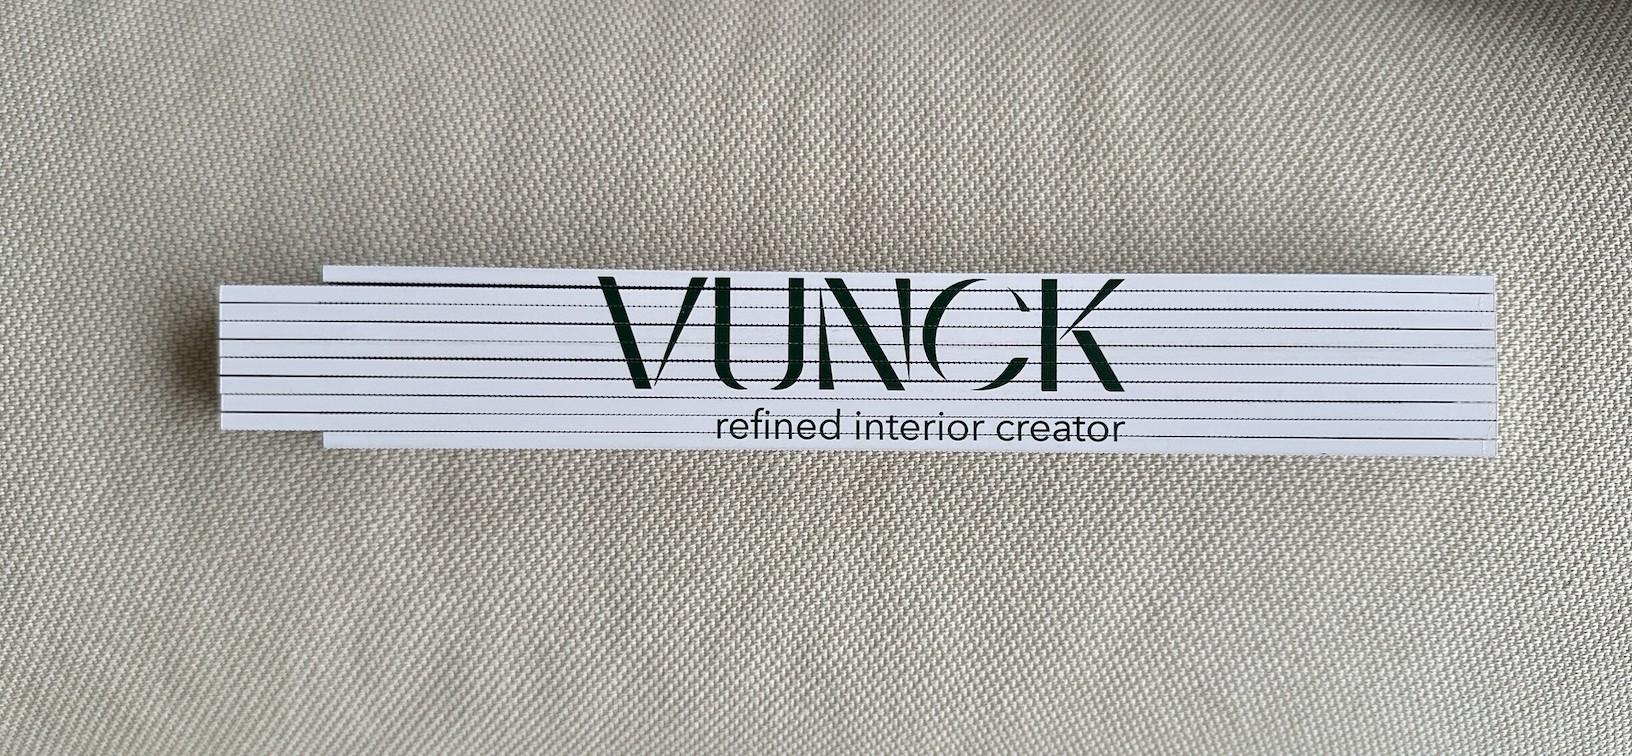 VUNCK
refined interior creator